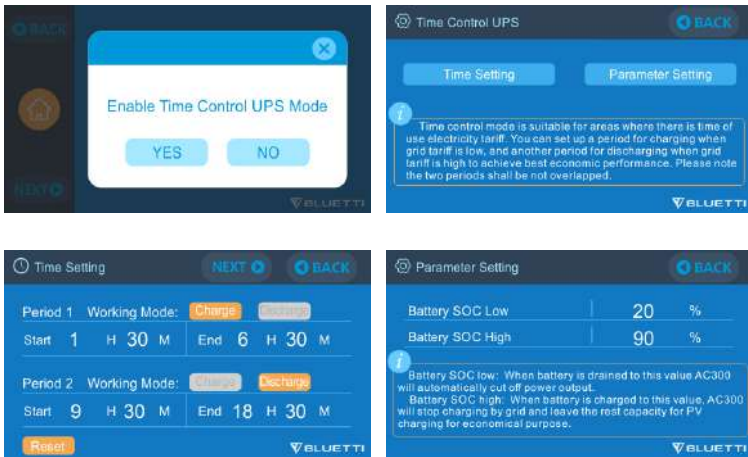 BACK
Enable Time Control UPS Mode
YES
NO
NEXT
BLUETTI
Time Control UPS
BACK
Time Setting
Parameter Setting
Time control mode is suitable for areas where there is time of
use electricity tariff. You can set up a period for charging when
grid tariff is low, and another period for discharging when grid
tariff is high to achieve best economic performance. Please note
the two periods shall be not overlapped.
BLUETTI
Time Setting
NEXT
BACK
Period 1 Working Mode: Charge Discharge
Start 1 H 30 M End 6 H 30 M
Period 2 Working Mode: Charge Discharge
Start 9 H 30 M End 18 H 30 M
Reset
BLUETTI
Parameter Setting
BACK
Battery SOC Low 20 %
Battery SOC High 90 %
Battery SOC low: When battery is drained to this value AC300
will automatically cut off power output.
Battery SOC high: When battery is charged to this value, AC300
will stop charging by grid and leave the rest capacity for PV
charging for economical purpose.
BLUETTI